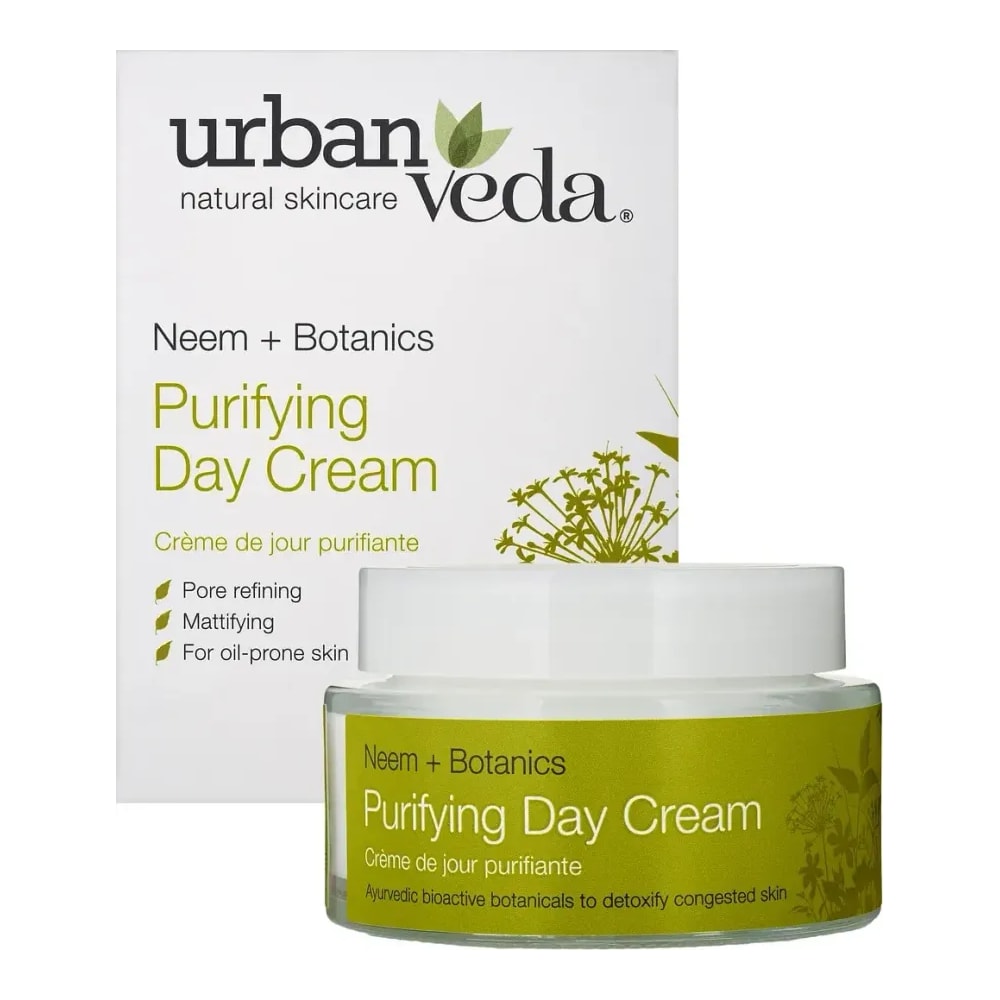 urban
natural skincare veda®
Neem + Botanics
Purifying
Day Cream
Crème de jour purifiante
Pore refining
Mattifying
For oil-prone skin
Neem + Botanics
Purifying Day Cream
Crème de jour purifiante
Ayurvedic bioactive botanicals to detoxify congested skin